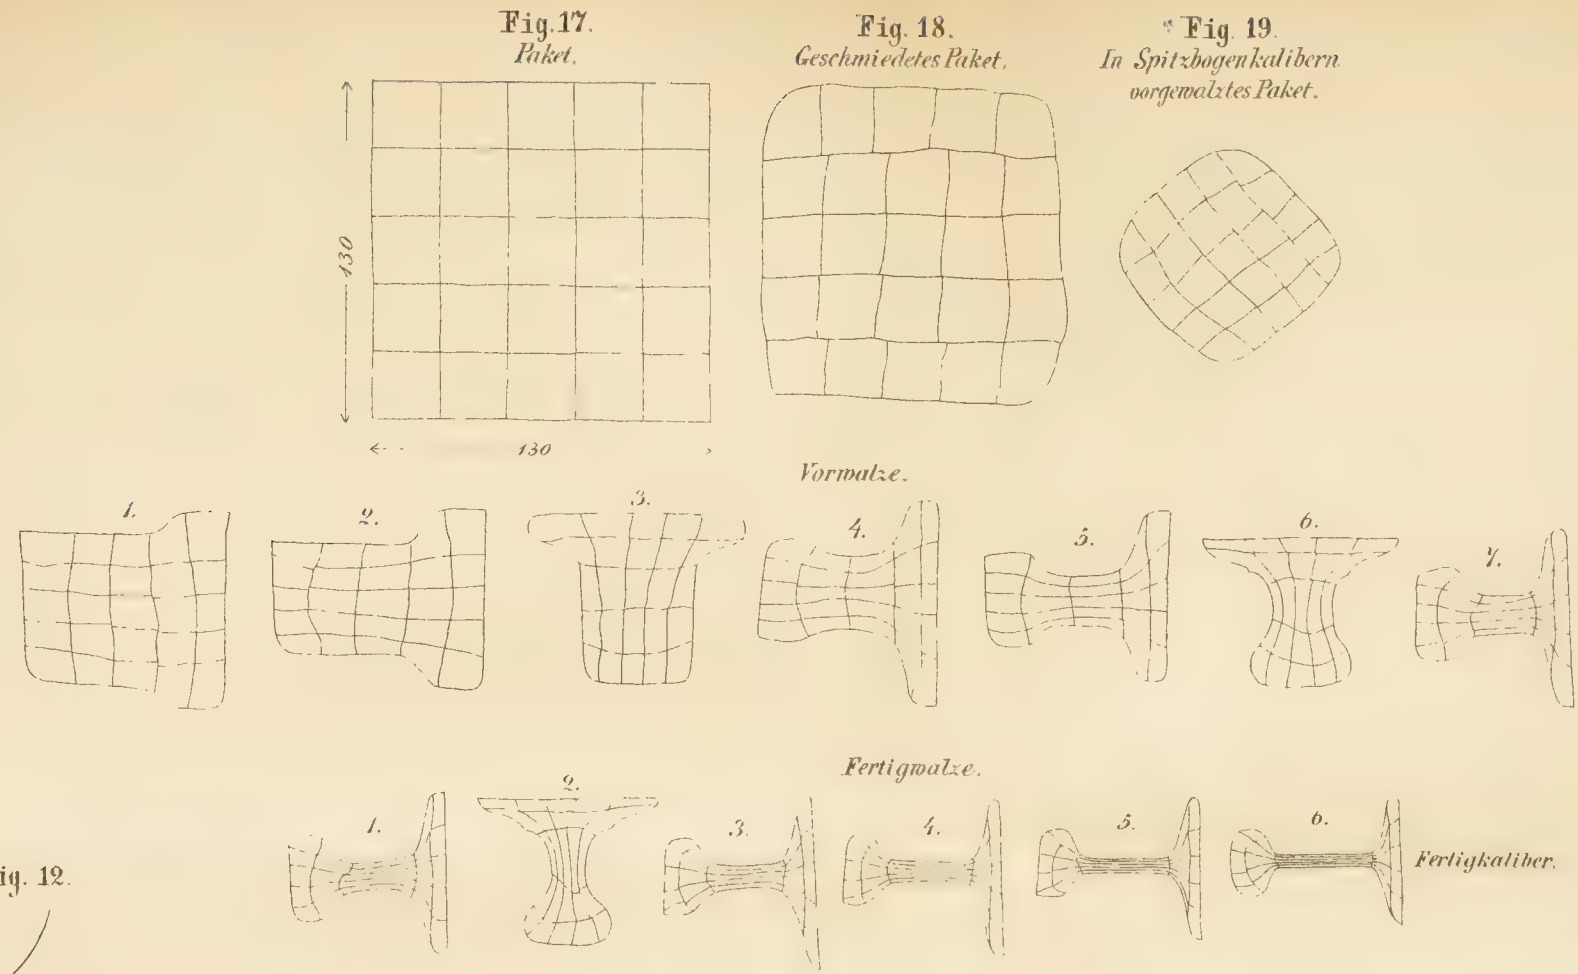 Fig. 17.
Paket.
Fig. 18.
Geschmiedetes Paket.
Fig. 19.
In Spitzbogenkalibern
vorgewalztes Paket.
130
130
Vorwalze.
1.
2.
3.
4.
5.
6.
7.
Fertigwalze.
1.
2.
3.
4.
5.
6.
Fertigkaliber.
ig. 12.